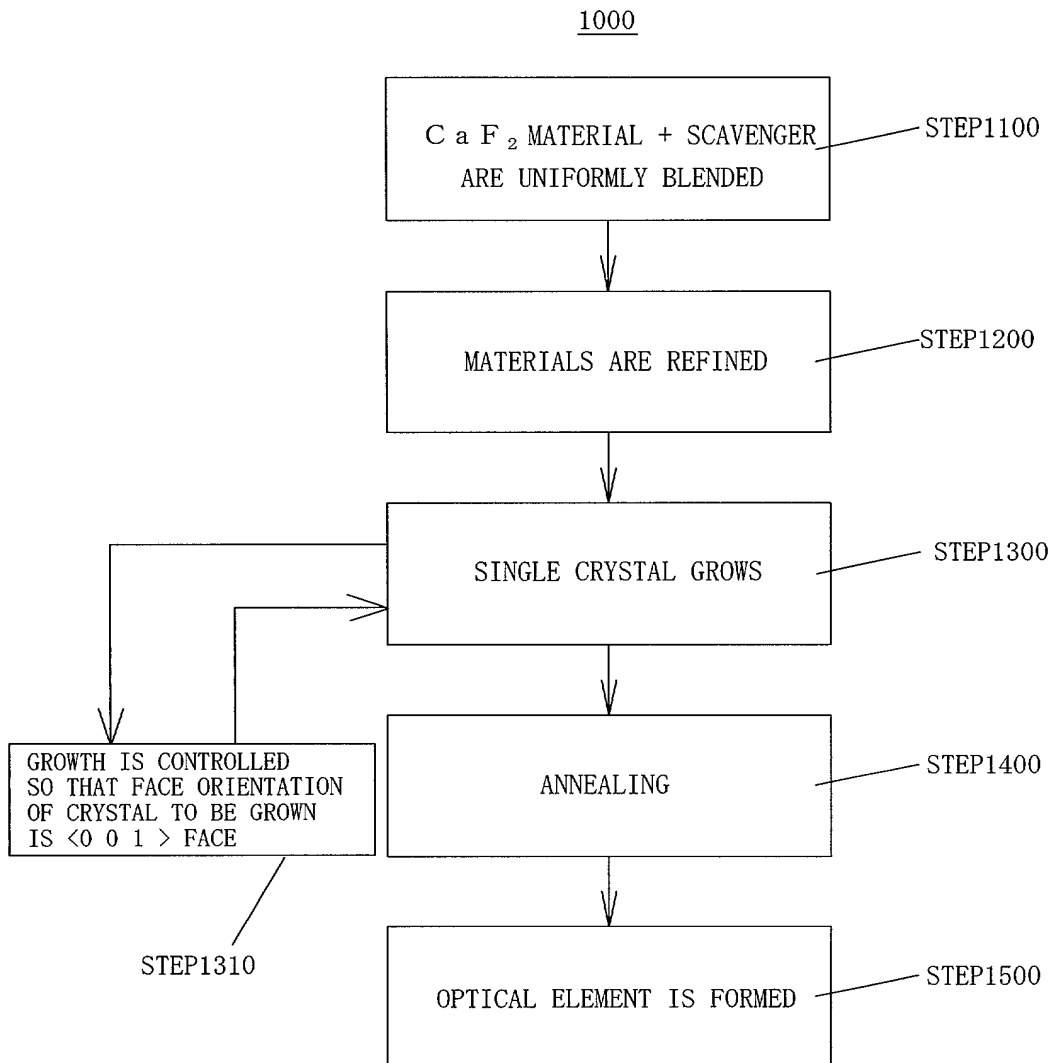 1000
CaF₂ MATERIAL + SCAVENGER
ARE UNIFORMLY BLENDED
STEP1100
MATERIALS ARE REFINED
STEP1200
SINGLE CRYSTAL GROWS
STEP1300
GROWTH IS CONTROLLED
SO THAT FACE ORIENTATION
OF CRYSTAL TO BE GROWN
IS <0 0 1 > FACE
STEP1310
ANNEALING
STEP1400
OPTICAL ELEMENT IS FORMED
STEP1500